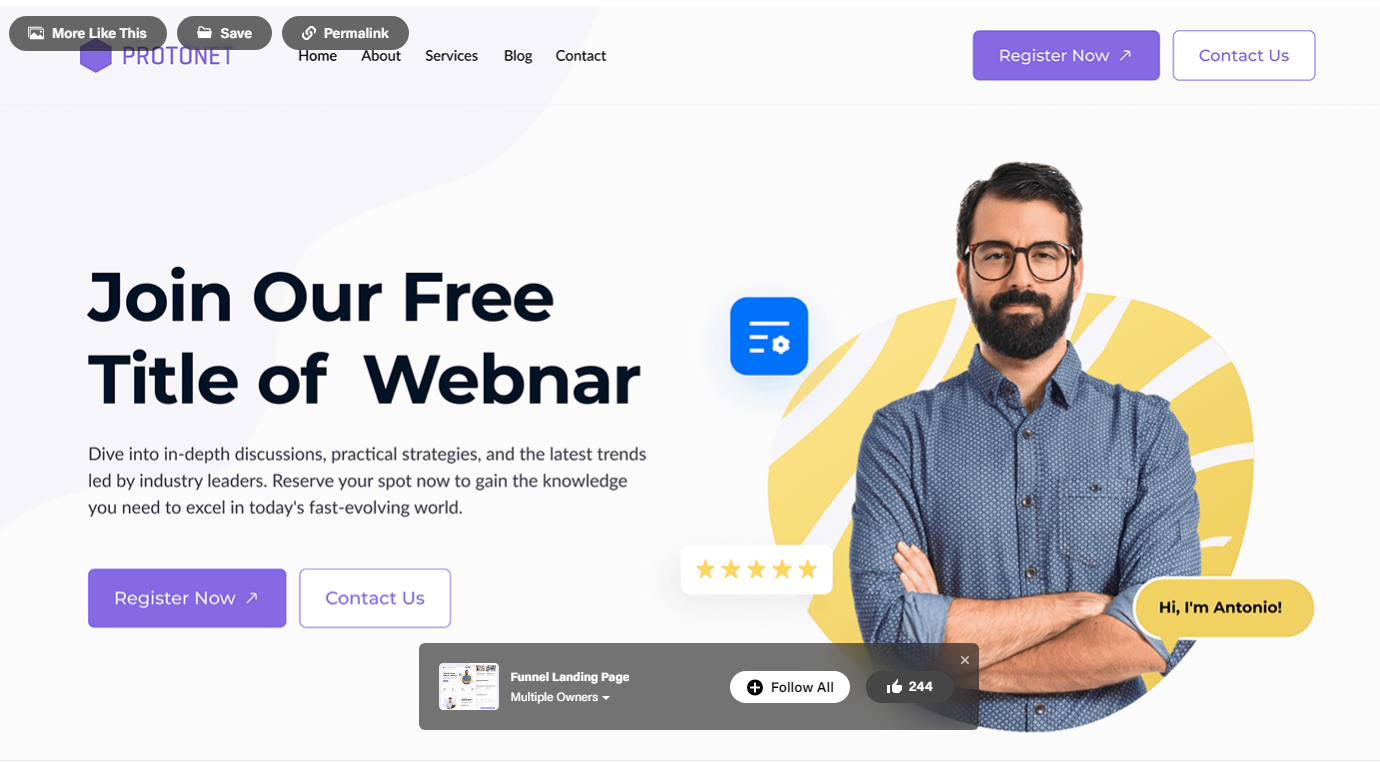 More Like This
Save
Permalink
PROTONET
Home
About
Services
Blog
Contact
Register Now
Contact Us
Join Our Free
Title of Webnar
Dive into in-depth discussions, practical strategies, and the latest trends
led by industry leaders. Reserve your spot now to gain the knowledge
you need to excel in today's fast-evolving world.
Register Now
Contact Us
Hi, I'm Antonio!
Funnel Landing Page
Multiple Owners
Follow All
244